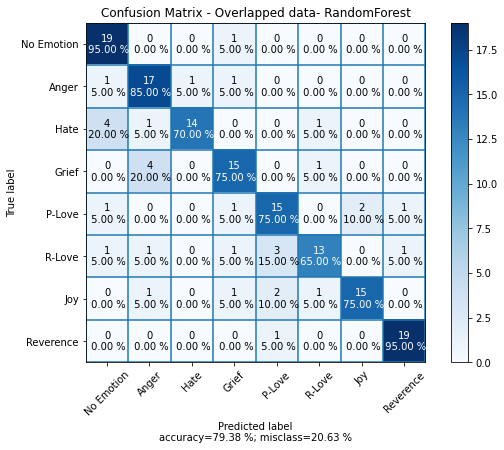 Confusion Matrix - Overlapped data- RandomForest
No Emotion 19 0 0 1 0 0 0 0
95.00 % 0.00 % 0.00 % 5.00 % 0.00 % 0.00 % 0.00 % 0.00 %
Anger 1 17 1 1 0 0 0 0
5.00 % 85.00 % 5.00 % 5.00 % 0.00 % 0.00 % 0.00 % 0.00 %
Hate 4 1 14 0 0 1 0 0
20.00 % 5.00 % 70.00 % 0.00 % 0.00 % 5.00 % 0.00 % 0.00 %
Grief 0 4 0 15 0 1 0 0
0.00 % 20.00 % 0.00 % 75.00 % 0.00 % 5.00 % 0.00 % 0.00 %
P-Love 1 0 0 1 15 0 2 1
5.00 % 0.00 % 0.00 % 5.00 % 75.00 % 0.00 % 10.00 % 5.00 %
R-Love 1 1 0 1 3 13 0 1
5.00 % 5.00 % 0.00 % 5.00 % 15.00 % 65.00 % 0.00 % 5.00 %
Joy 0 1 0 1 2 1 15 0
0.00 % 5.00 % 0.00 % 5.00 % 10.00 % 5.00 % 75.00 % 0.00 %
Reverence 0 0 0 0 1 0 0 19
0.00 % 0.00 % 0.00 % 0.00 % 5.00 % 0.00 % 0.00 % 95.00 %
True label
No Emotion Anger Hate Grief P-Love R-Love Joy Reverence
Predicted label
accuracy=79.38 %; misclass=20.63 %
17.5
15.0
12.5
10.0
7.5
5.0
2.5
0.0